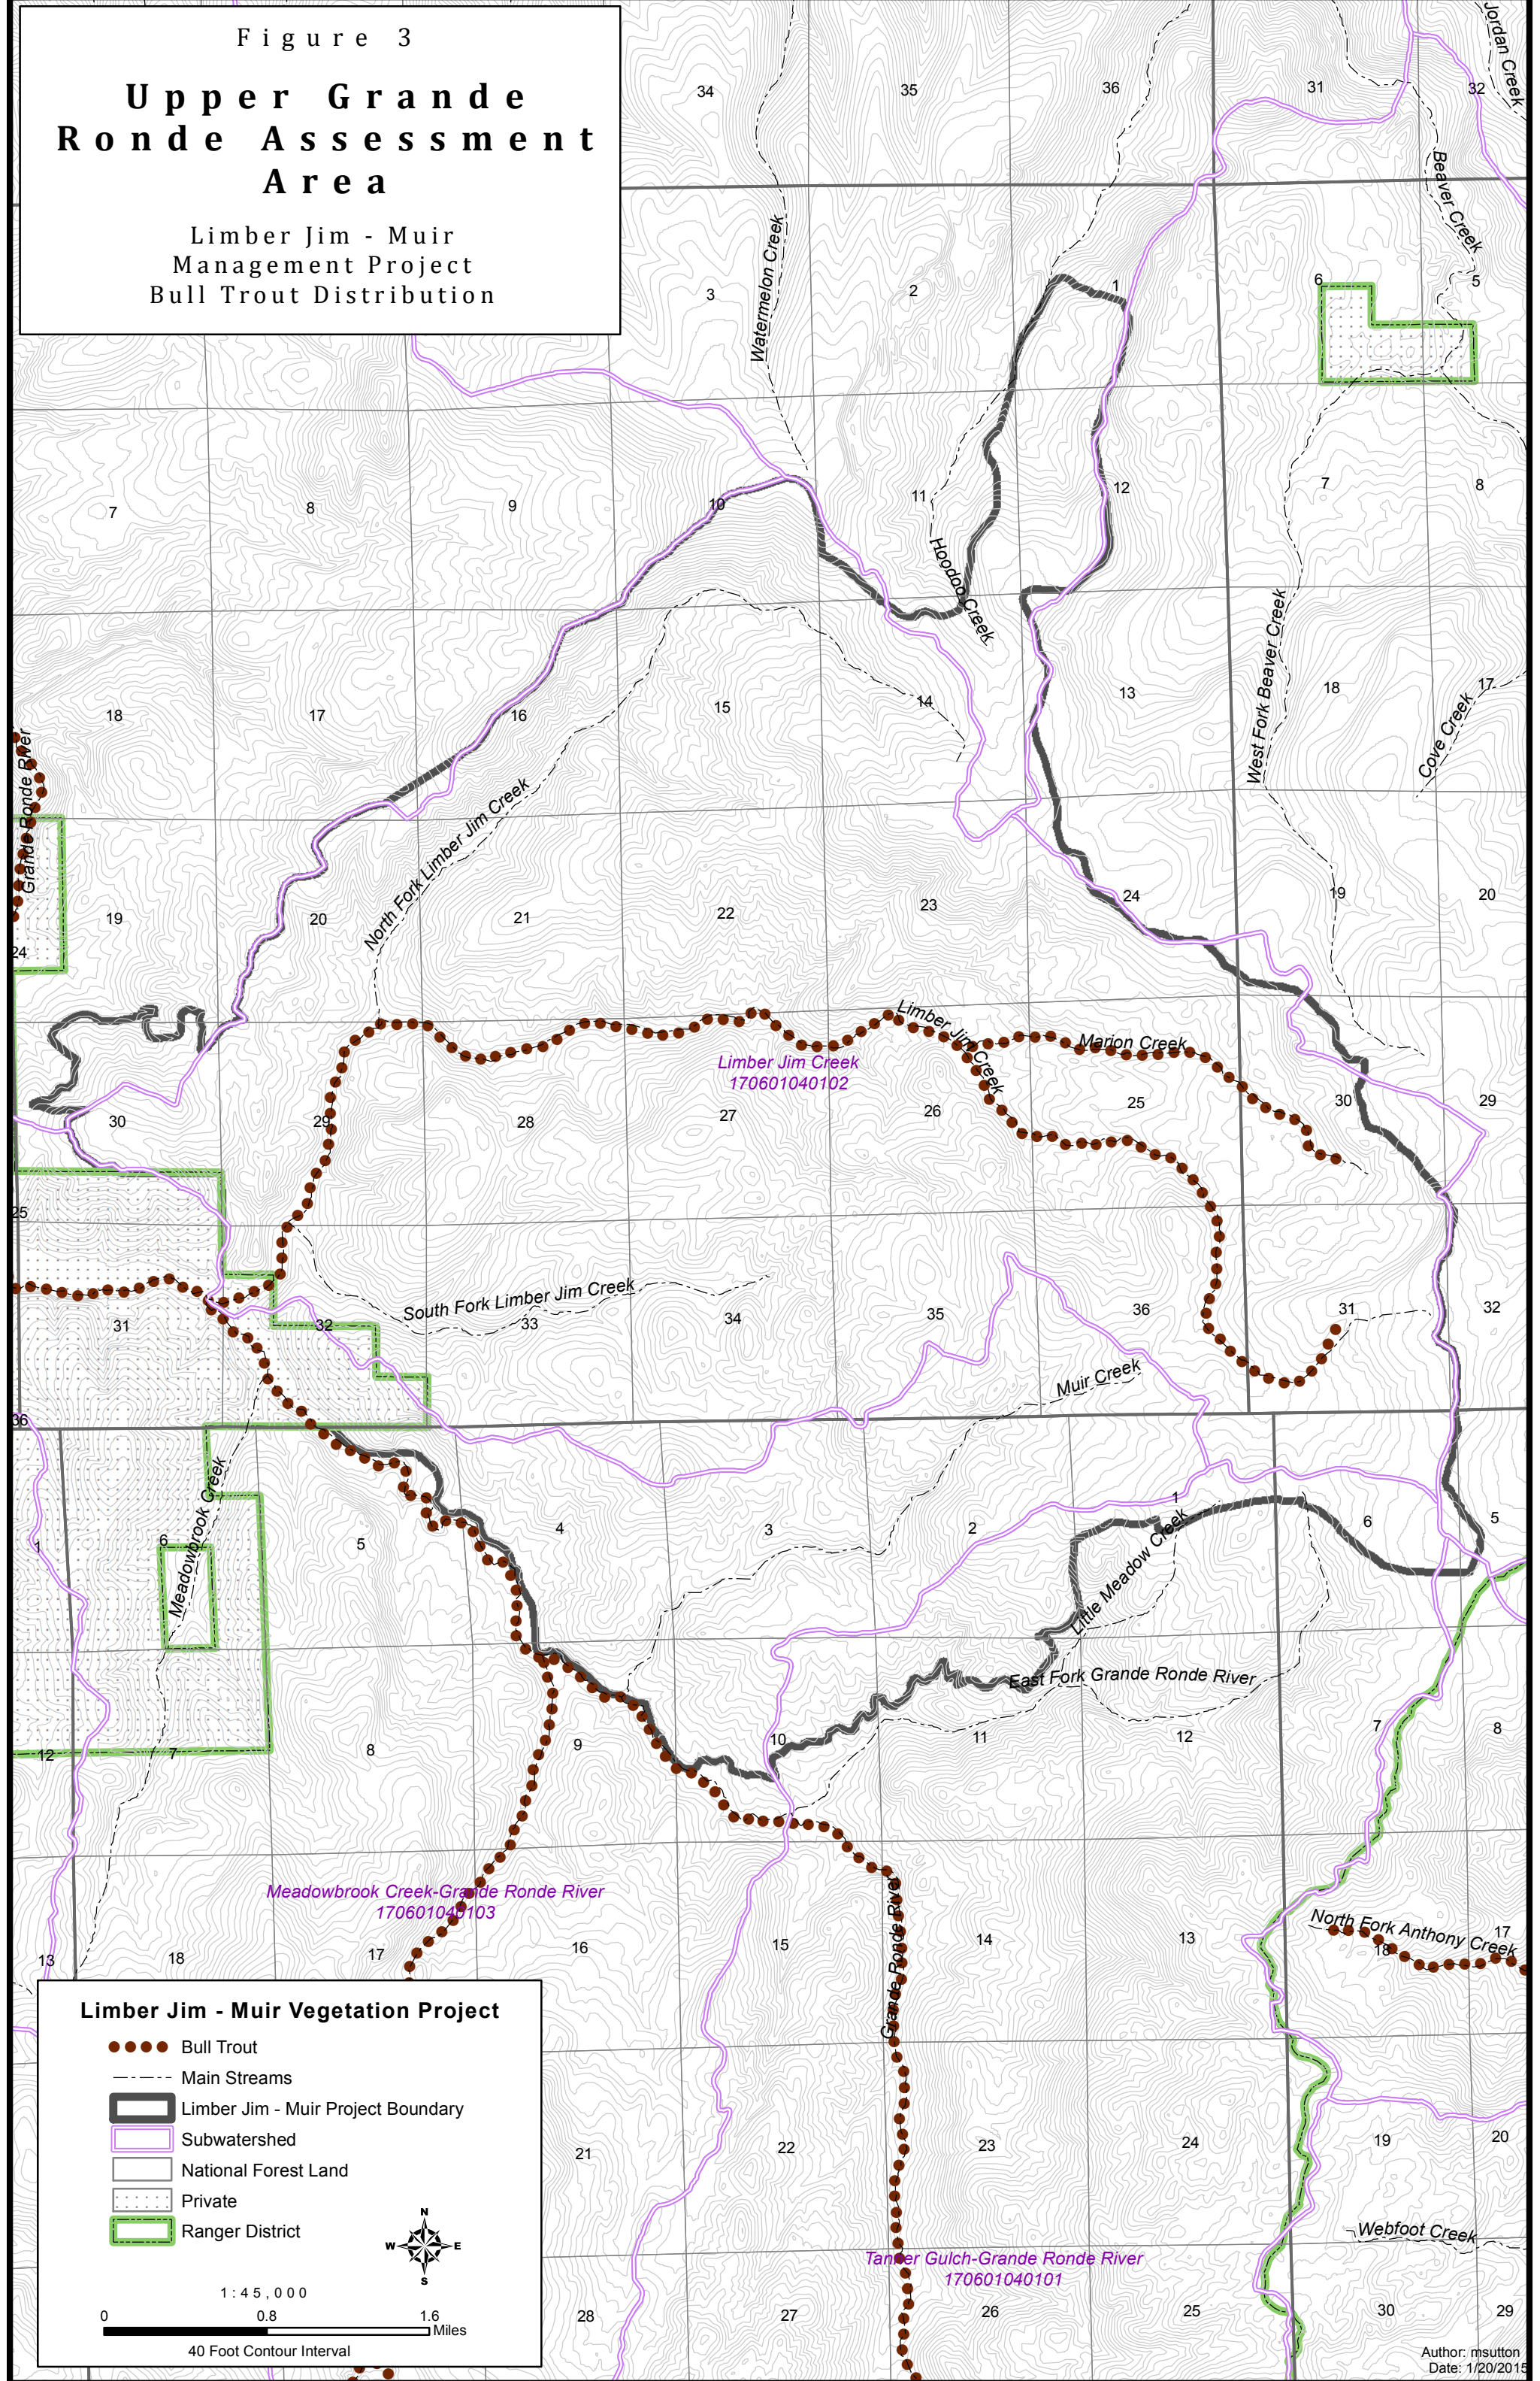 Figure 3
Upper Grande
Ronde Assessment
Area
Limber Jim - Muir
Management Project
Bull Trout Distribution
34
35
36
31
32
Jordan Creek
Beaver Creek
Watermelon Creek
3
2
1
6
5
7
8
9
10
11
12
7
8
Hoodoo Creek
West Fork Beaver Creek
Cove Creek
18
17
16
15
14
13
18
17
Grande Ronde River
North Fork Limber Jim Creek
24
19
20
21
22
23
24
19
20
Limber Jim Creek
Marion Creek
Limber Jim Creek
170601040102
30
29
28
27
26
25
30
29
25
South Fork Limber Jim Creek
31
32
33
34
35
36
31
32
Muir Creek
36
Meadowbrook Creek
1
6
5
4
3
2
1
6
5
Little Meadow Creek
East Fork Grande Ronde River
12
7
8
9
10
11
12
7
8
Meadowbrook Creek-Grande Ronde River
170601040103
Grande Ronde River
North Fork Anthony Creek
13
18
17
16
15
14
13
18
17
Limber Jim - Muir Vegetation Project
Bull Trout
Main Streams
Limber Jim - Muir Project Boundary
Subwatershed
National Forest Land
Private
Ranger District
N
W
E
S
1:45,000
0
0.8
1.6
Miles
40 Foot Contour Interval
21
22
23
24
19
20
Webfoot Creek
Tanner Gulch-Grande Ronde River
170601040101
28
27
26
25
30
29
Author: msutton
Date: 1/20/2015